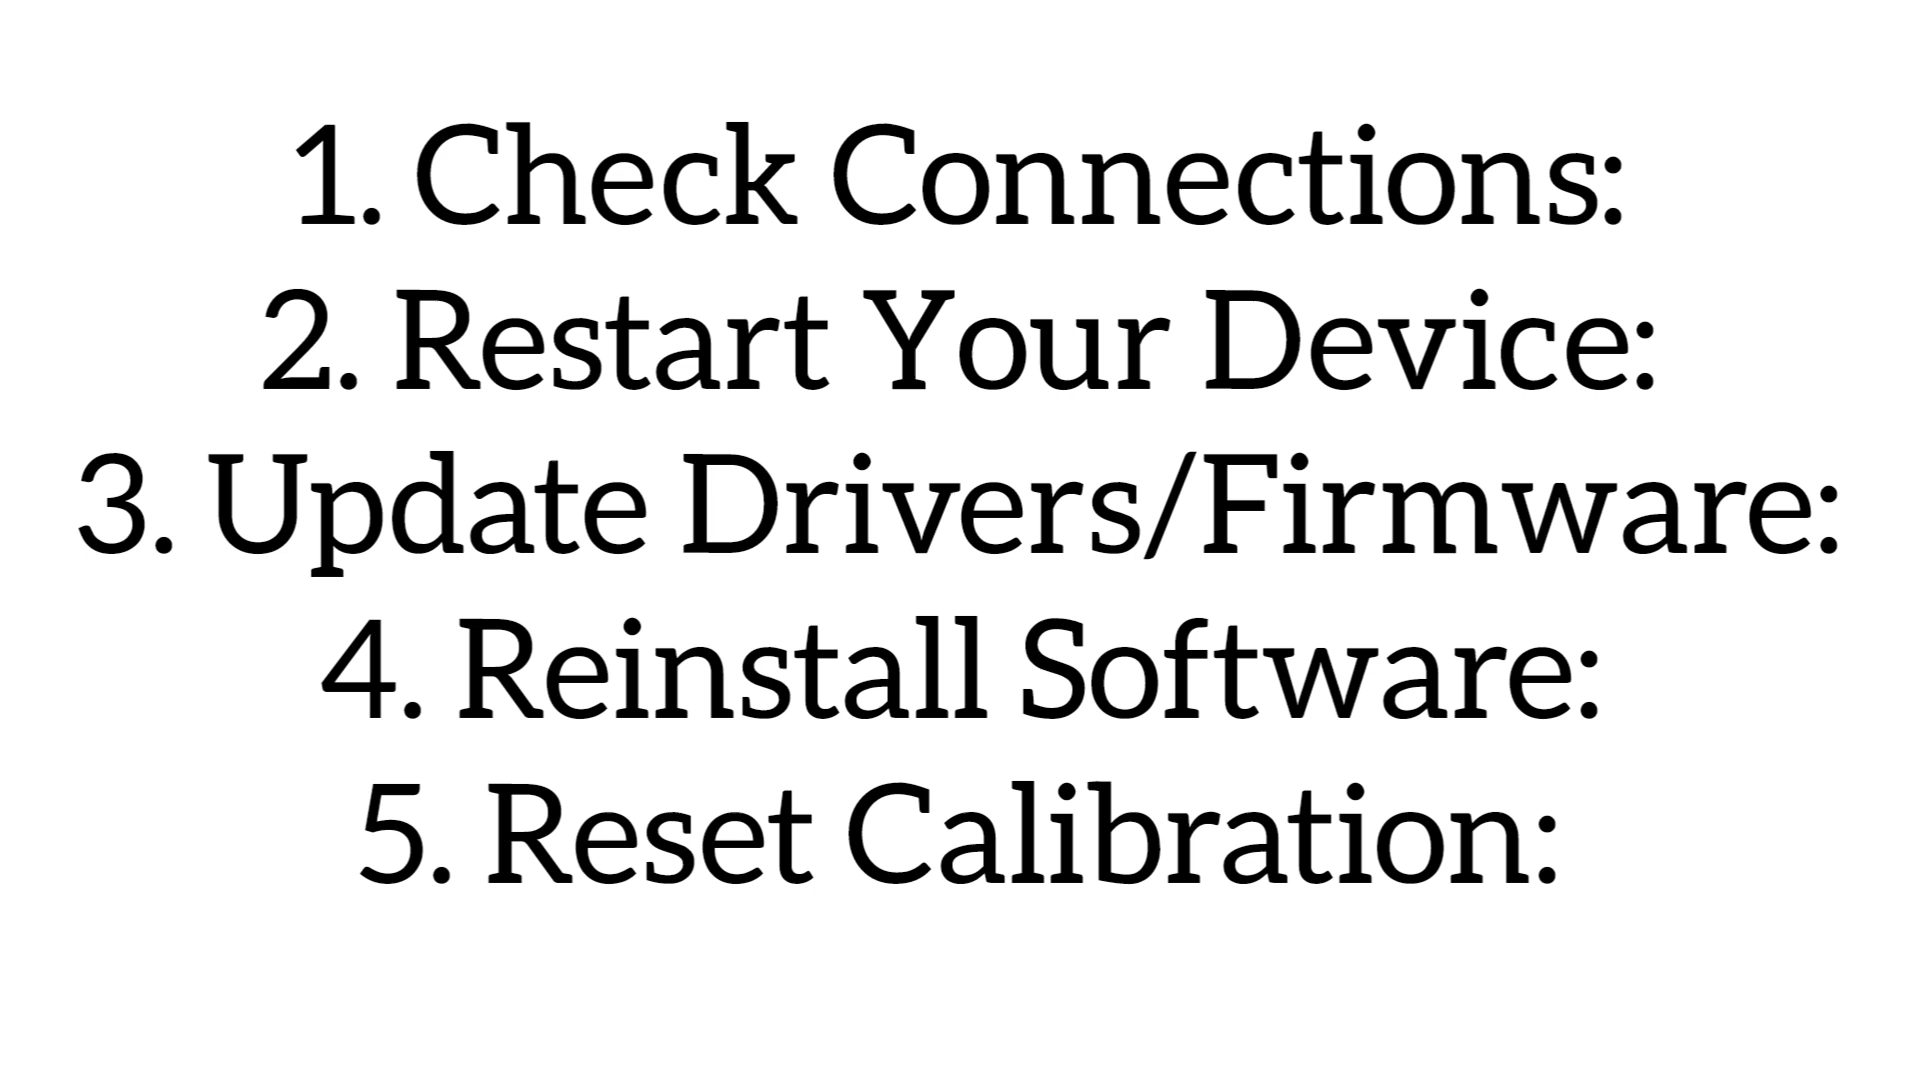 1. Check Connections:
2. Restart Your Device:
3. Update Drivers/Firmware:
4. Reinstall Software:
5. Reset Calibration: